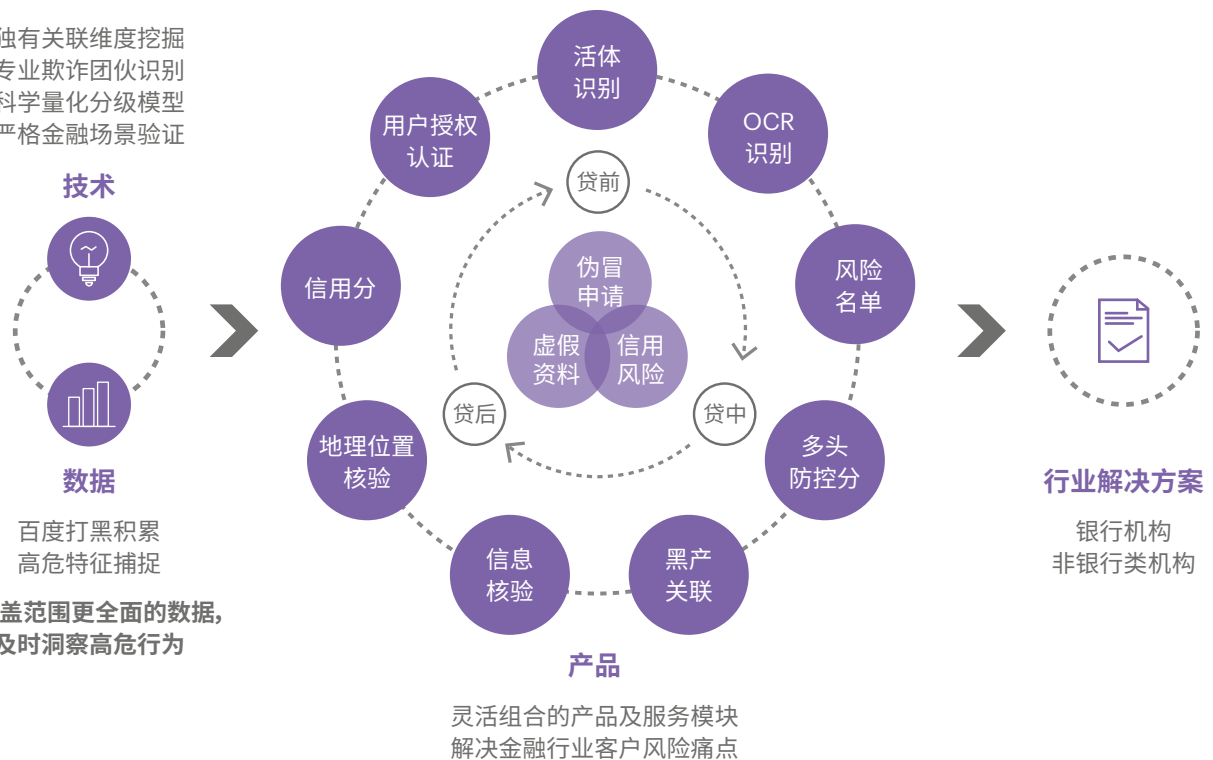 独有关联维度挖掘
专业欺诈团伙识别
科学量化分级模型
严格金融场景验证
技术
数据
百度打黑积累
高危特征捕捉
盖范围更全面的数据,
及时洞察高危行为
活体
识别
OCR
识别
风险
名单
多头
防控分
黑产
关联
信息
核验
地理位置
核验
信用分
用户授权
认证
贷前
贷中
贷后
伪冒
申请
虚假
资料
信用
风险
产品
灵活组合的产品及服务模块
解决金融行业客户风险痛点
行业解决方案
银行机构
非银行类机构